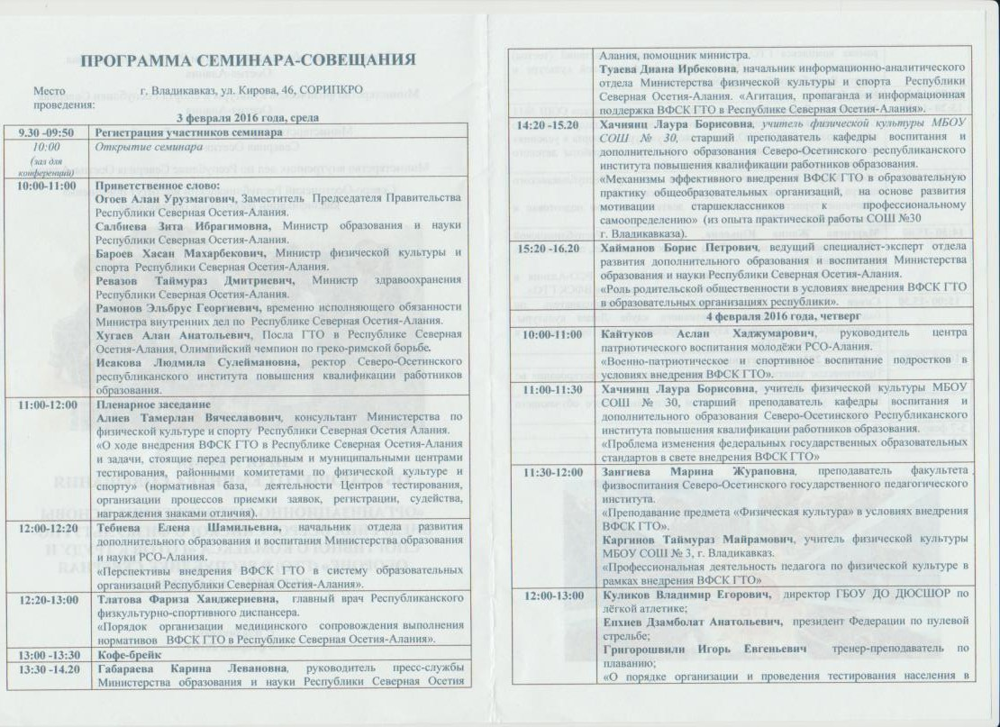 ПРОГРАММА СЕМИНАРА-СОВЕЩАНИЯ
Место г. Владикавказ, ул. Кирова, 46, СОРИПКРО
проведения:
3 февраля 2016 года, среда
9.30 -09:50 Регистрация участников семинара
10:00 Открытие семинара
(зал для
конференций)
10:00-11:00 Приветственное слово:
Огоев Алан Урузмагович, Заместитель Председателя Правительства
Республики Северная Осетия-Алания.
Салбиева Зита Ибрагимовна, Министр образования и науки
Республики Северная Осетия-Алания.
Бароев Хасан Махарбекович, Министр физической культуры и
спорта Республики Северная Осетия-Алания.
Ревазов Таймураз Дмитриевич, Министр здравоохранения
Республики Северная Осетия-Алания.
Рамонов Эльбрус Георгиевич, временно исполняющего обязанности
Министра внутренних дел по Республике Северная Осетия-Алания.
Хугаев Алан Анатольевич, Посла ГТО в Республике Северная
Осетия-Алания, Олимпийский чемпион по греко-римской борьбе.
Исакова Людмила Сулеймановна, ректор Северо-Осетинского
республиканского института повышения квалификации работников
образования.
11:00-12:00 Пленарное заседание
Алиев Тамерлан Вячеславович, консультант Министерства по
физической культуре и спорту Республики Северная Осетия Алания.
«О ходе внедрения ВФСК ГТО в Республике Северная Осетия-Алания
и задачи, стоящие перед региональным и муниципальными центрами
тестирования, районными комитетами по физической культуре и
спорту» (нормативная база, деятельности Центров тестирования,
организации процессов приемки заявок, регистрации, судейства,
награждения знаками отличия).
12:00-12:20 Тебиева Елена Шамильевна, начальник отдела развития
дополнительного образования и воспитания Министерства образования
и науки РСО-Алания.
«Перспективы внедрения ВФСК ГТО в систему образовательных
организаций Республики Северная Осетия-Алания».
12:20-13:00 Тлатова Фариза Ханджериевна, главный врач Республиканского
физкультурно-спортивного диспансера.
«Порядок организации медицинского сопровождения выполнения
нормативов ВФСК ГТО в Республике Северная Осетия-Алания».
13:00 -13:30 Кофе-брейк
13:30 -14.20 Габараева Карина Левановна, руководитель пресс-службы
Министерства образования и науки Республики Северная Осетия
Алания, помощник министра.
Туаева Диана Ирбековна, начальник информационно-аналитического
отдела Министерства физической культуры и спорта Республики
Северная Осетия-Алания. «Агитация, пропаганда и информационная
поддержка ВФСК ГТО в Республике Северная Осетия-Алания».
14:20 -15.20 Хачиянц Лаура Борисовна, учитель физической культуры МБОУ
СОШ № 30, старший преподаватель кафедры воспитания и
дополнительного образования Северо-Осетинского республиканского
института повышения квалификации работников образования.
«Механизмы эффективного внедрения ВФСК ГТО в образовательную
практику общеобразовательных организаций, на основе развития
мотивации старшеклассников к профессиональному
самоопределению» (из опыта практической работы СОШ №30
г. Владикавказа).
15:20 -16.20 Хайманов Борис Петрович, ведущий специалист-эксперт отдела
развития дополнительного образования и воспитания Министерства
образования и науки Республики Северная Осетия-Алания.
«Роль родительской общественности в условиях внедрения ВФСК ГТО
в образовательных организациях республики».
4 февраля 2016 года, четверг
10:00-11:00 Кайтуков Аслан Хаджумарович, руководитель центра
патриотического воспитания молодёжи РСО-Алания.
«Военно-патриотическое и спортивное воспитание подростков в
условиях внедрения ВФСК ГТО».
11:00-11:30 Хачиянц Лаура Борисовна, учитель физической культуры МБОУ
СОШ № 30, старший преподаватель кафедры воспитания и
дополнительного образования Северо-Осетинского Республиканского
института повышения квалификации работников образования.
«Проблема изменения федеральных государственных образовательных
стандартов в свете внедрения ВФСК ГТО»
11:30-12:00 Зангиева Марина Жураповна, преподаватель факультета
физвоспитания Северо-Осетинского государственного педагогического
института.
«Преподавание предмета «Физическая культура» в условиях внедрения
ВФСК ГТО».
Каргинов Таймураз Майрамович, учитель физической культуры
МБОУ СОШ № 3, г. Владикавказ.
«Профессиональная деятельность педагога по физической культуре в
рамках внедрения ВФСК ГТО»
12:00-13:00 Куликов Владимир Егорович, директор ГБОУ ДО ДЮСШОР по
лёгкой атлетике;
Епхиев Дзамболат Анатольевич, президент Федерации по пулевой
стрельбе;
Григорошвили Игорь Евгеньевич тренер-преподаватель по
плаванию;
«О порядке организации и проведения тестирования населения в